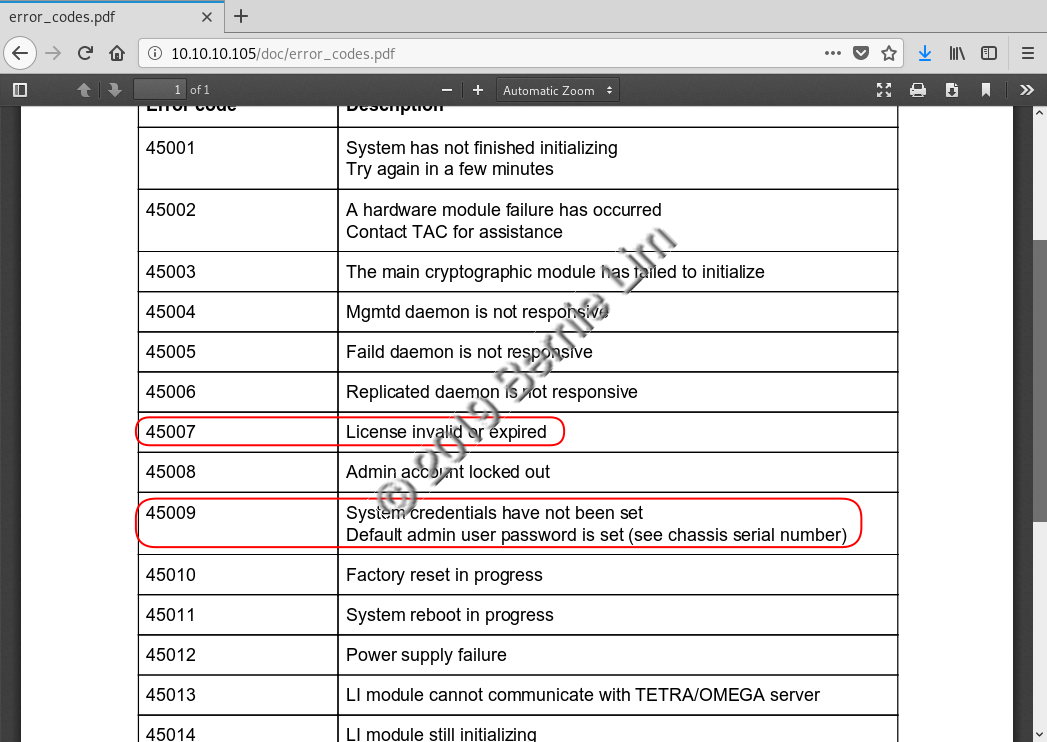 error_codes.pdf
10.10.10.105/doc/error_codes.pdf
1 of 1
Automatic Zoom
Error code Description
45001 System has not finished initializing
Try again in a few minutes
45002 A hardware module failure has occurred
Contact TAC for assistance
45003 The main cryptographic module has failed to initialize
45004 Mgmtd daemon is not responsive
45005 Faild daemon is not responsive
45006 Replicated daemon is not responsive
45007 License invalid or expired
45008 Admin account locked out
45009 System credentials have not been set
Default admin user password is set (see chassis serial number)
45010 Factory reset in progress
45011 System reboot in progress
45012 Power supply failure
45013 LI module cannot communicate with TETRA/OMEGA server
45014 LI module still initializing
© 2019 Bernie Lim